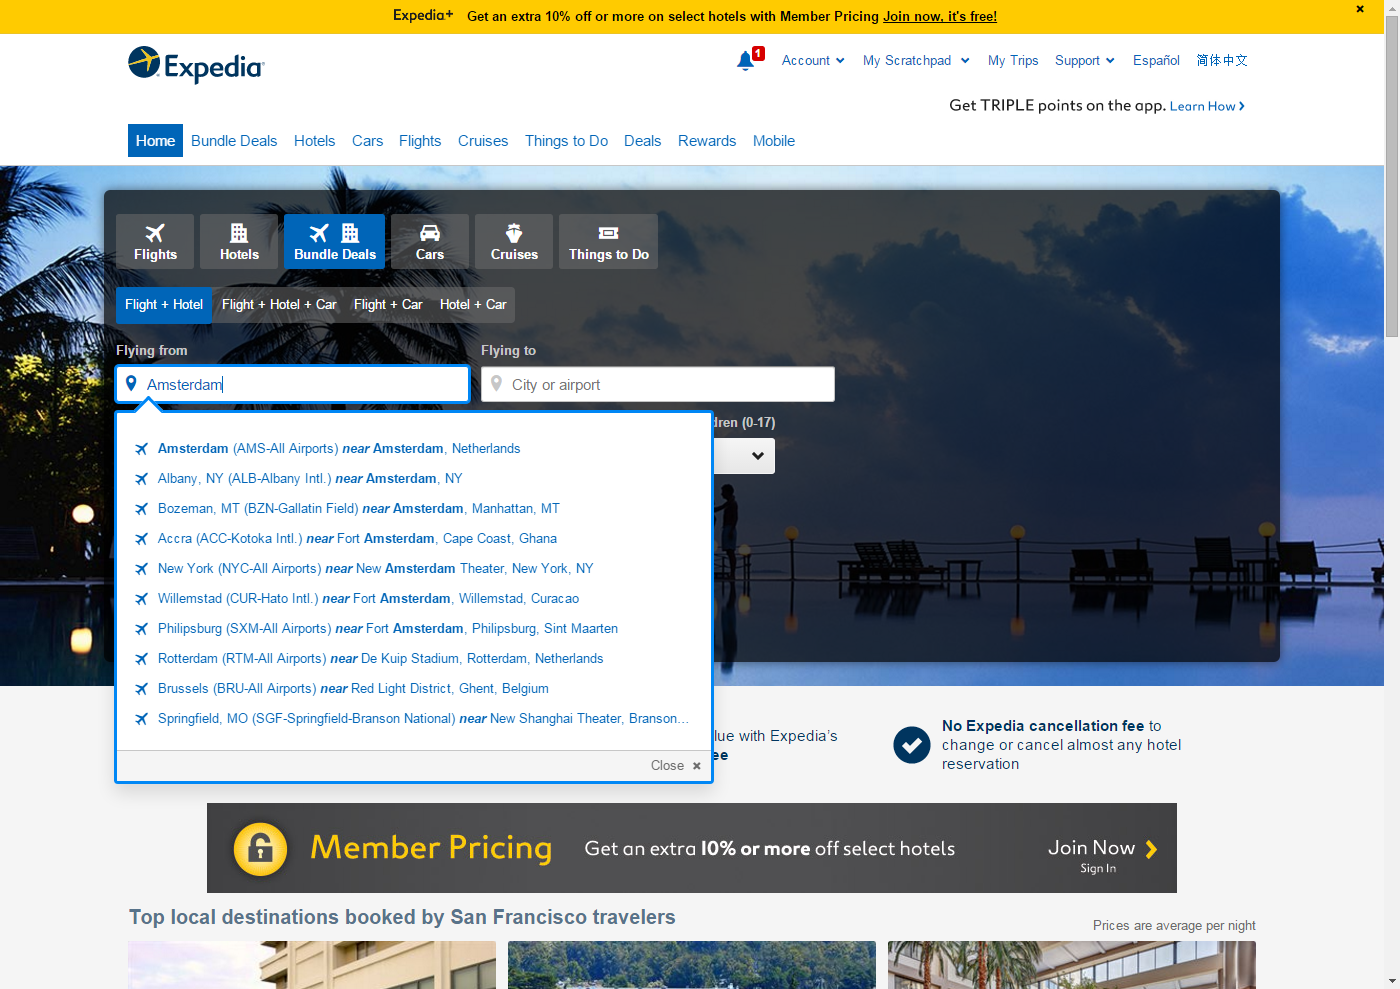 Expedia+ Get an extra 10% off or more on select hotels with Member Pricing Join now, it's free!
Expedia
1 Account My Scratchpad My Trips Support Español 简体中文
Get TRIPLE points on the app. Learn How
Home Bundle Deals Hotels Cars Flights Cruises Things to Do Deals Rewards Mobile
Flights Hotels Bundle Deals Cars Cruises Things to Do
Flight + Hotel Flight + Hotel + Car Flight + Car Hotel + Car
Flying from Flying to
Amsterdam City or airport
dren (0-17)
Amsterdam (AMS-All Airports) near Amsterdam, Netherlands
Albany, NY (ALB-Albany Intl.) near Amsterdam, NY
Bozeman, MT (BZN-Gallatin Field) near Amsterdam, Manhattan, MT
Accra (ACC-Kotoka Intl.) near Fort Amsterdam, Cape Coast, Ghana
New York (NYC-All Airports) near New Amsterdam Theater, New York, NY
Willemstad (CUR-Hato Intl.) near Fort Amsterdam, Willemstad, Curacao
Philipsburg (SXM-All Airports) near Fort Amsterdam, Philipsburg, Sint Maarten
Rotterdam (RTM-All Airports) near De Kuip Stadium, Rotterdam, Netherlands
Brussels (BRU-All Airports) near Red Light District, Ghent, Belgium
Springfield, MO (SGF-Springfield-Branson National) near New Shanghai Theater, Branson...
Close
lue with Expedia's
ee
No Expedia cancellation fee to
change or cancel almost any hotel
reservation
Member Pricing Get an extra 10% or more off select hotels Join Now
Sign In
Top local destinations booked by San Francisco travelers
Prices are average per night